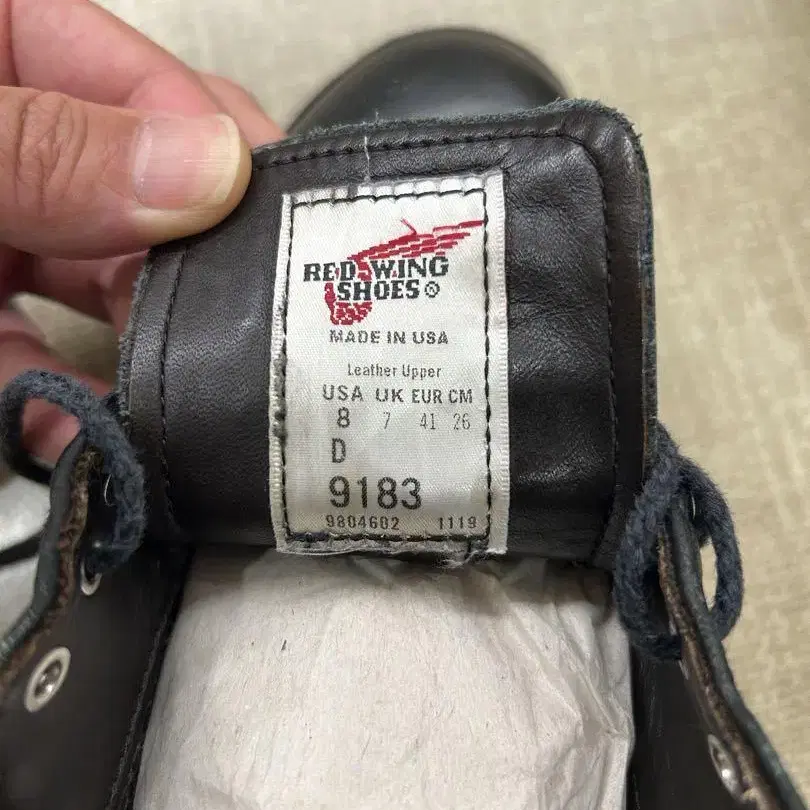 RED WING
SHOES®
MADE IN USA
Leather Upper
USA UK EUR CM
8 7 41 26
D
9183
9804602 1119